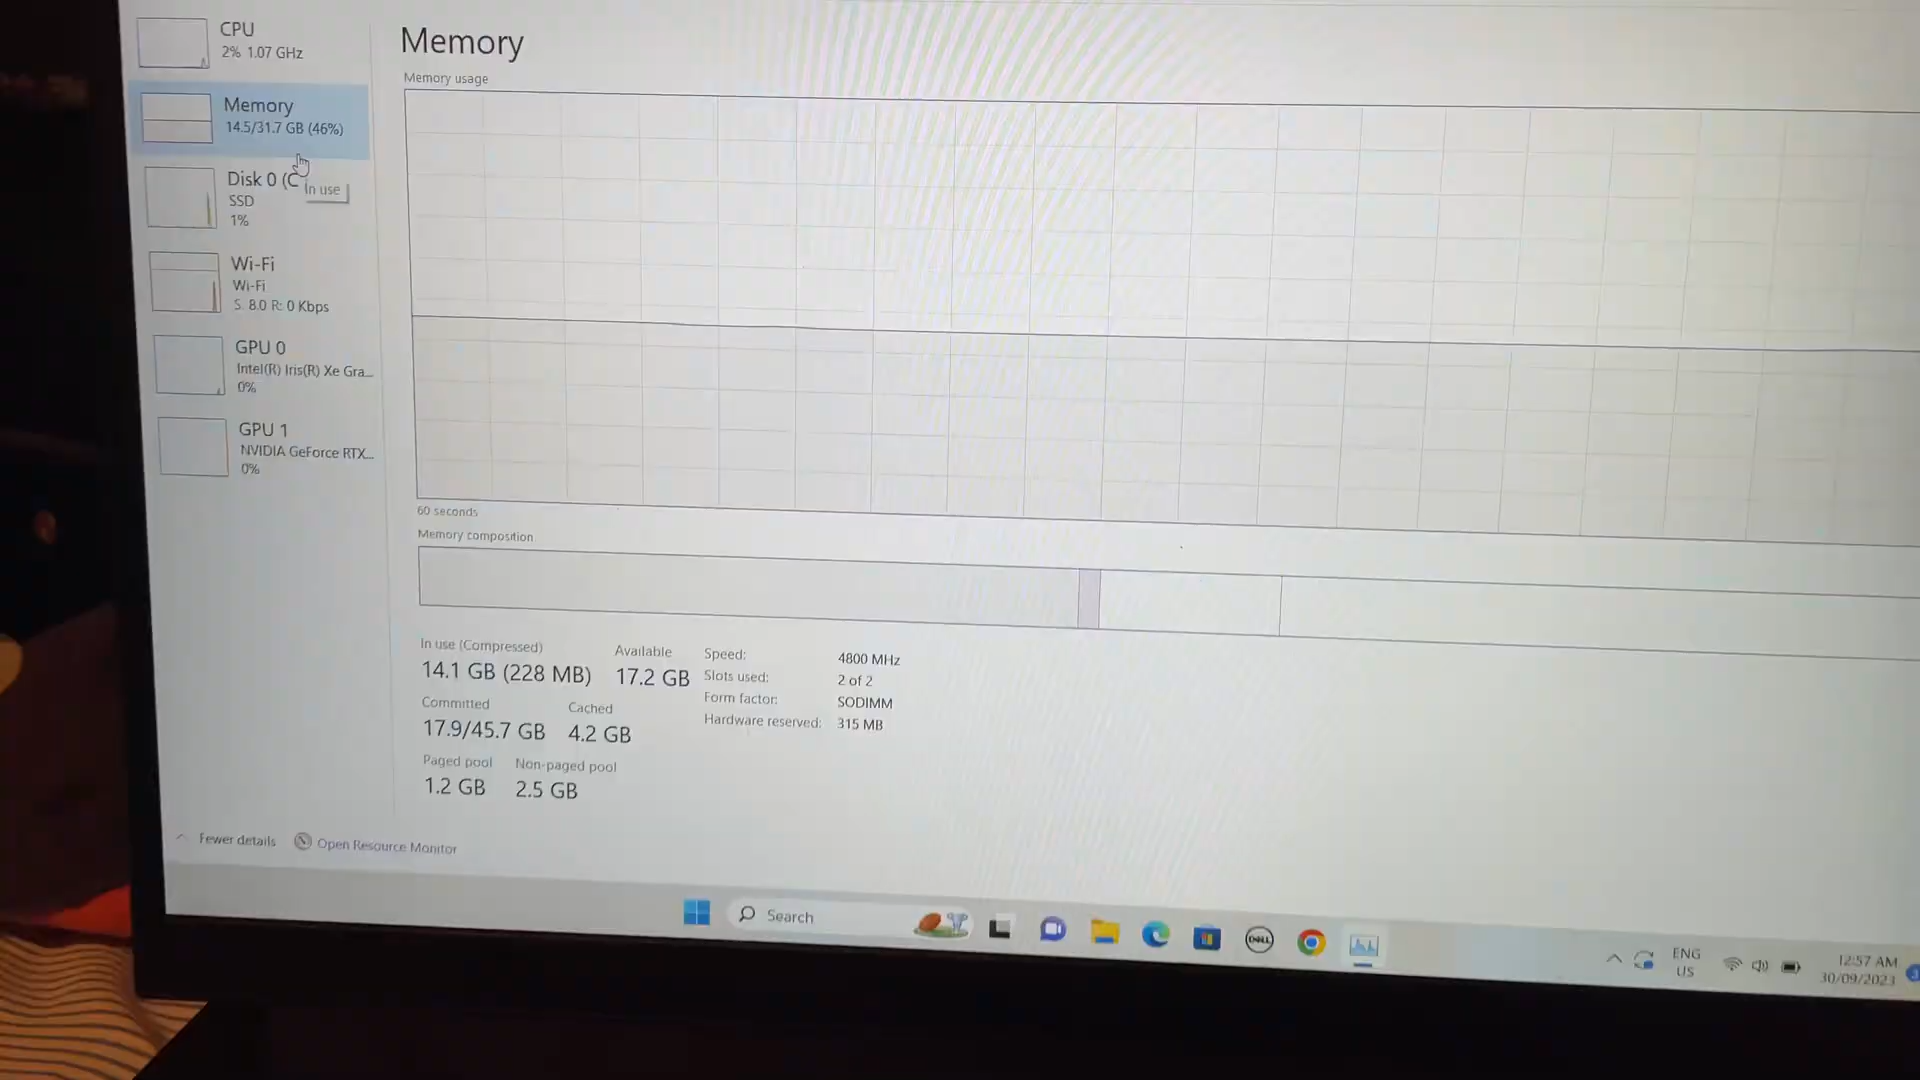 CPU
2% 1.07 GHz
Memory
14.5/31.7 GB (46%)
Disk 0 (C
In use
SSD
1%
Wi-Fi
Wi-Fi
S: 8.0 R: 0 Kbps
GPU 0
Intel(R) Iris(R) Xe Gra...
0%
GPU 1
NVIDIA GeForce RTX...
0%
Memory
Memory usage
60 seconds
Memory composition
In use (Compressed)
14.1 GB (228 MB)
Available
17.2 GB
Speed: 4800 MHz
Slots used: 2 of 2
Form factor: SODIMM
Hardware reserved: 315 MB
Committed
17.9/45.7 GB
Cached
4.2 GB
Paged pool
1.2 GB
Non-paged pool
2.5 GB
Fewer details
Open Resource Monitor
Search
DELL
ENG
US
12:57 AM
30/09/2023